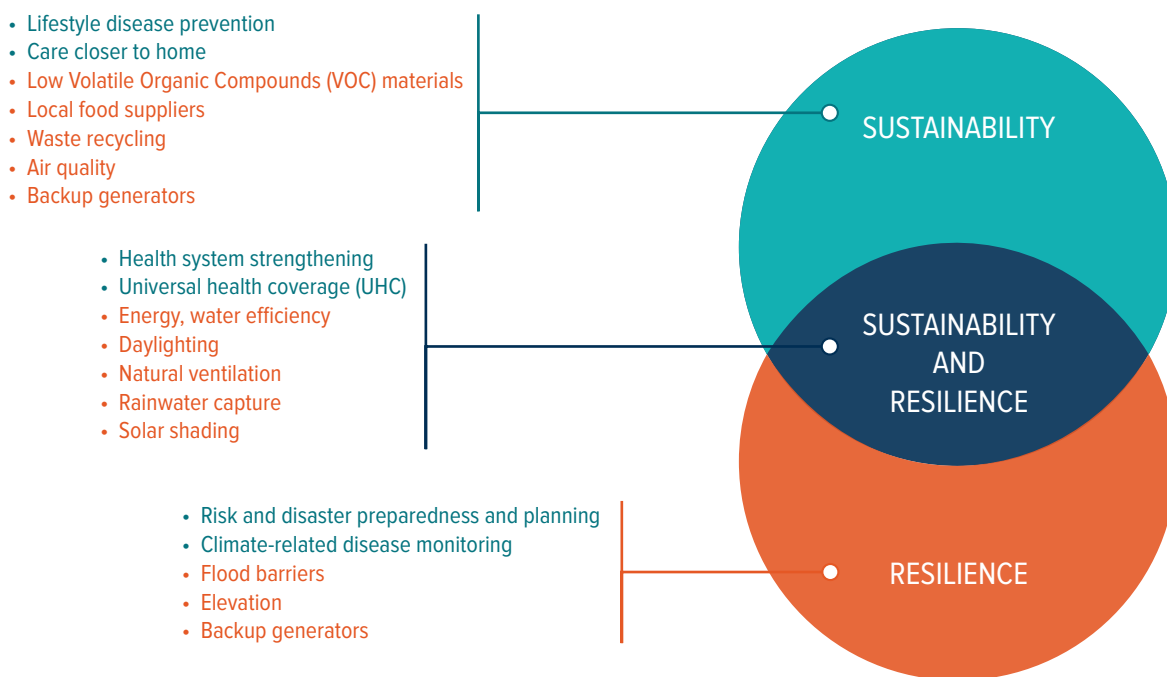 • Lifestyle disease prevention
• Care closer to home
• Low Volatile Organic Compounds (VOC) materials
• Local food suppliers
• Waste recycling
• Air quality
• Backup generators
SUSTAINABILITY
• Health system strengthening
• Universal health coverage (UHC)
• Energy, water efficiency
• Daylighting
• Natural ventilation
• Rainwater capture
• Solar shading
SUSTAINABILITY
AND
RESILIENCE
• Risk and disaster preparedness and planning
• Climate-related disease monitoring
• Flood barriers
• Elevation
• Backup generators
RESILIENCE